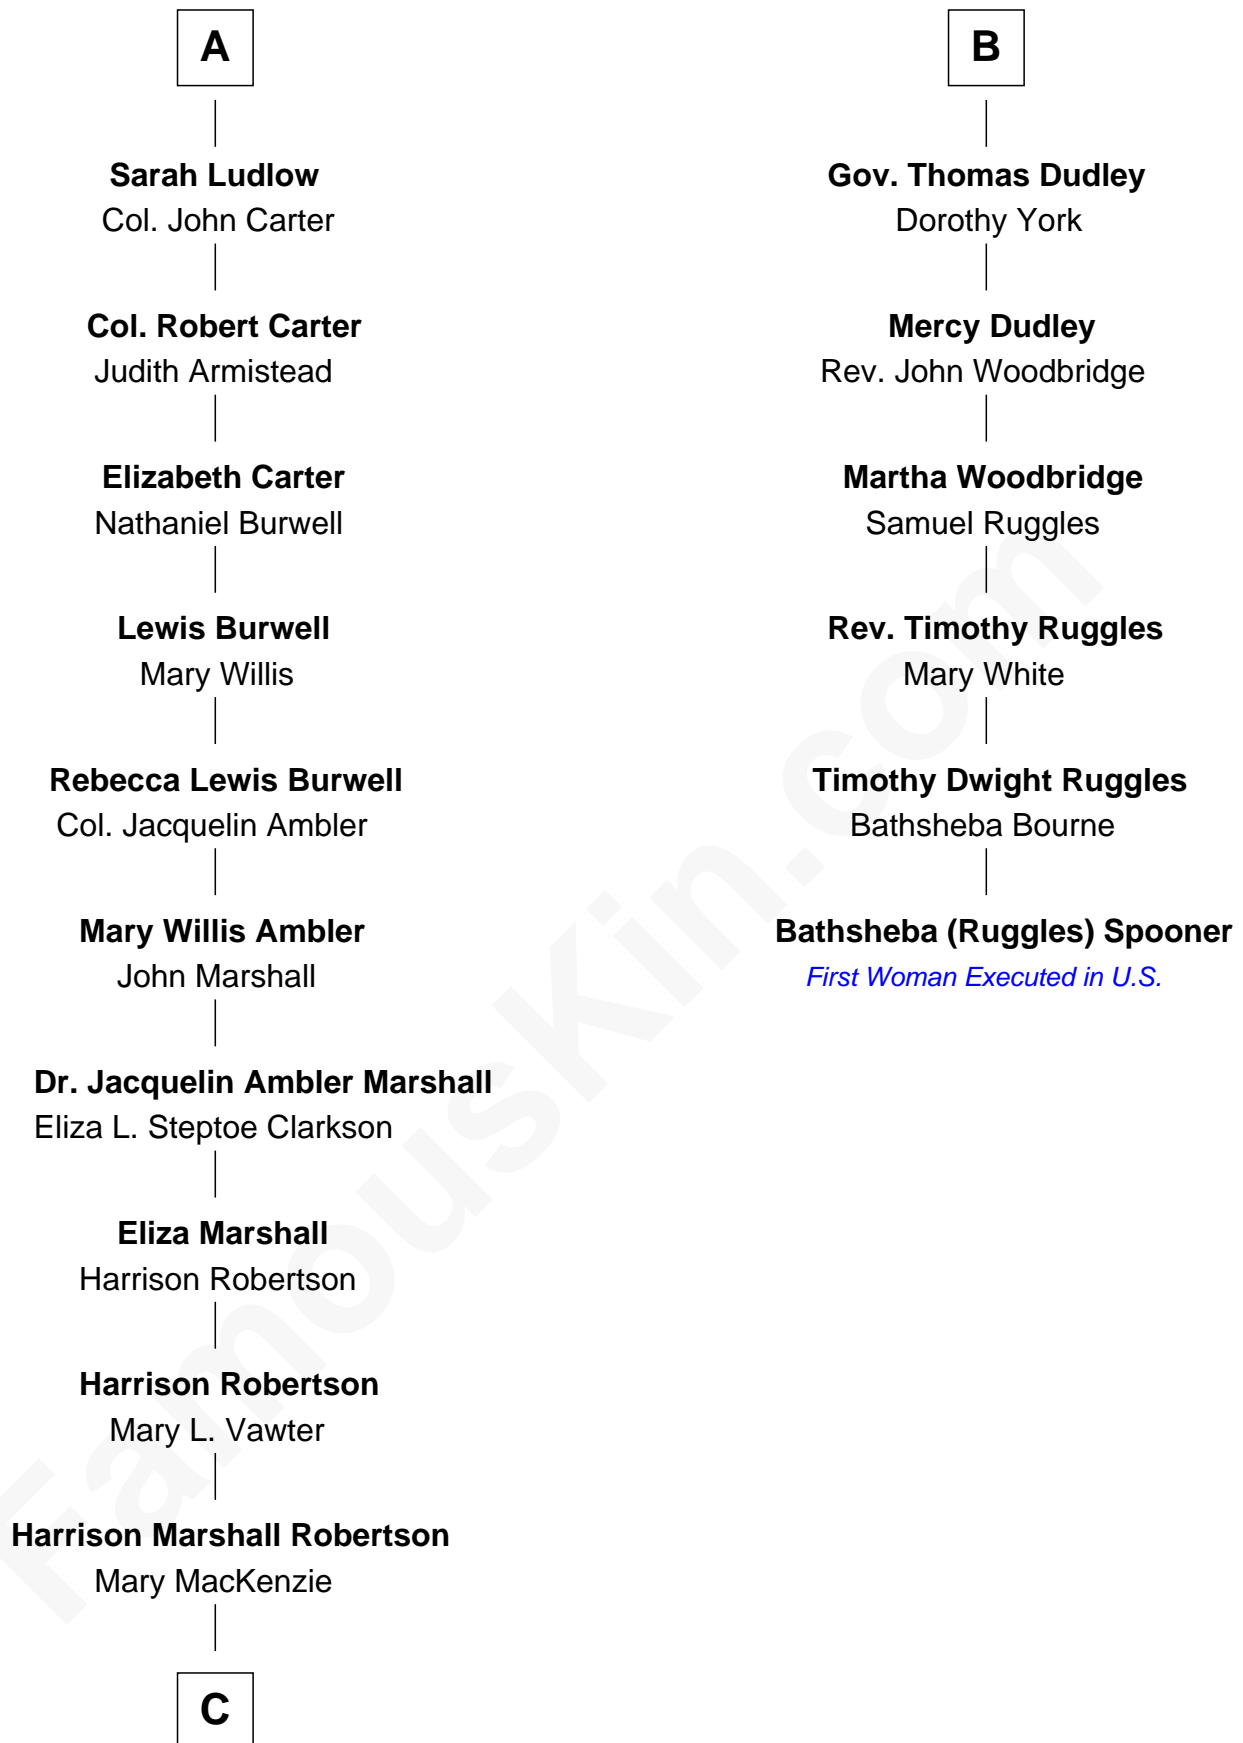 A
Sarah Ludlow
Col. John Carter
Col. Robert Carter
Judith Armistead
Elizabeth Carter
Nathaniel Burwell
Lewis Burwell
Mary Willis
Rebecca Lewis Burwell
Col. Jacquelin Ambler
Mary Willis Ambler
John Marshall
Dr. Jacquelin Ambler Marshall
Eliza L. Steptoe Clarkson
Eliza Marshall
Harrison Robertson
Harrison Robertson
Mary L. Vawter
Harrison Marshall Robertson
Mary MacKenzie
C
B
Gov. Thomas Dudley
Dorothy York
Mercy Dudley
Rev. John Woodbridge
Martha Woodbridge
Samuel Ruggles
Rev. Timothy Ruggles
Mary White
Timothy Dwight Ruggles
Bathsheba Bourne
Bathsheba (Ruggles) Spooner
First Woman Executed in U.S.
FamousKin.com